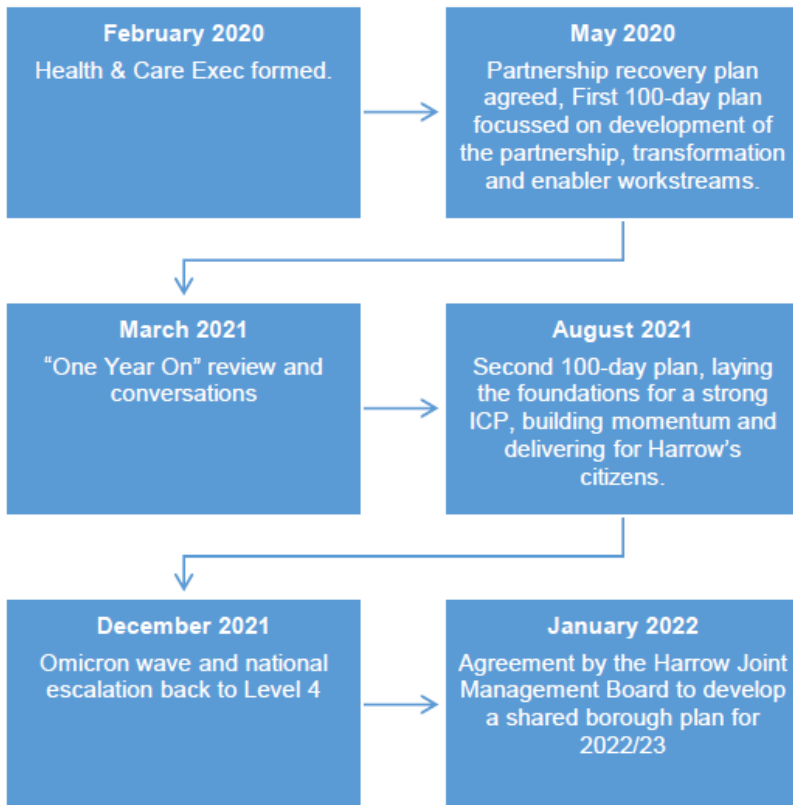 February 2020
Health & Care Exec formed.
May 2020
Partnership recovery plan
agreed, First 100-day plan
focussed on development of
the partnership, transformation
and enabler workstreams.
March 2021
“One Year On” review and
conversations
August 2021
Second 100-day plan, laying
the foundations for a strong
ICP, building momentum and
delivering for Harrow’s
citizens.
December 2021
Omicron wave and national
escalation back to Level 4
January 2022
Agreement by the Harrow Joint
Management Board to develop
a shared borough plan for
2022/23